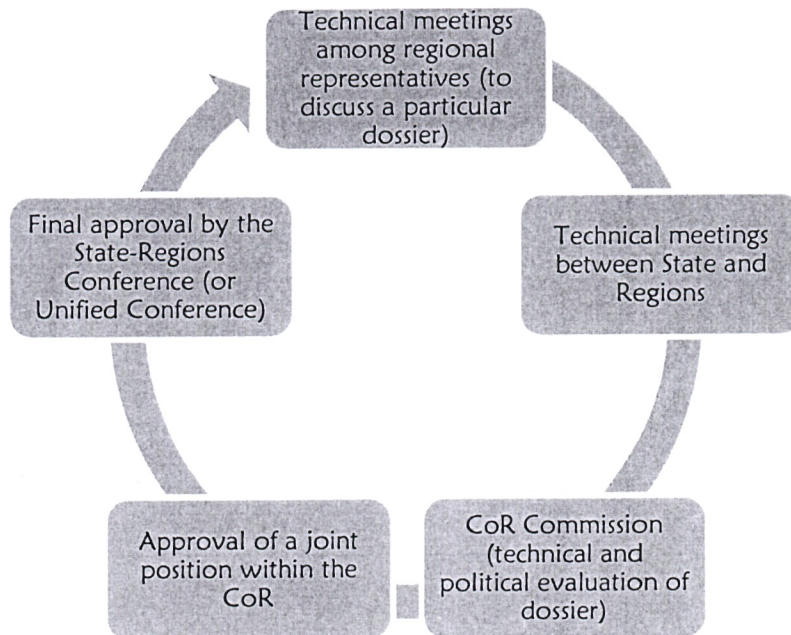 Technical meetings
among regional
representatives (to
discuss a particular
dossier)
Technical meetings
between State and
Regions
CoR Commission
(technical and
political evaluation of
dossier)
Approval of a joint
position within the
CoR
Final approval by the
State-Regions
Conference (or
Unified Conference)